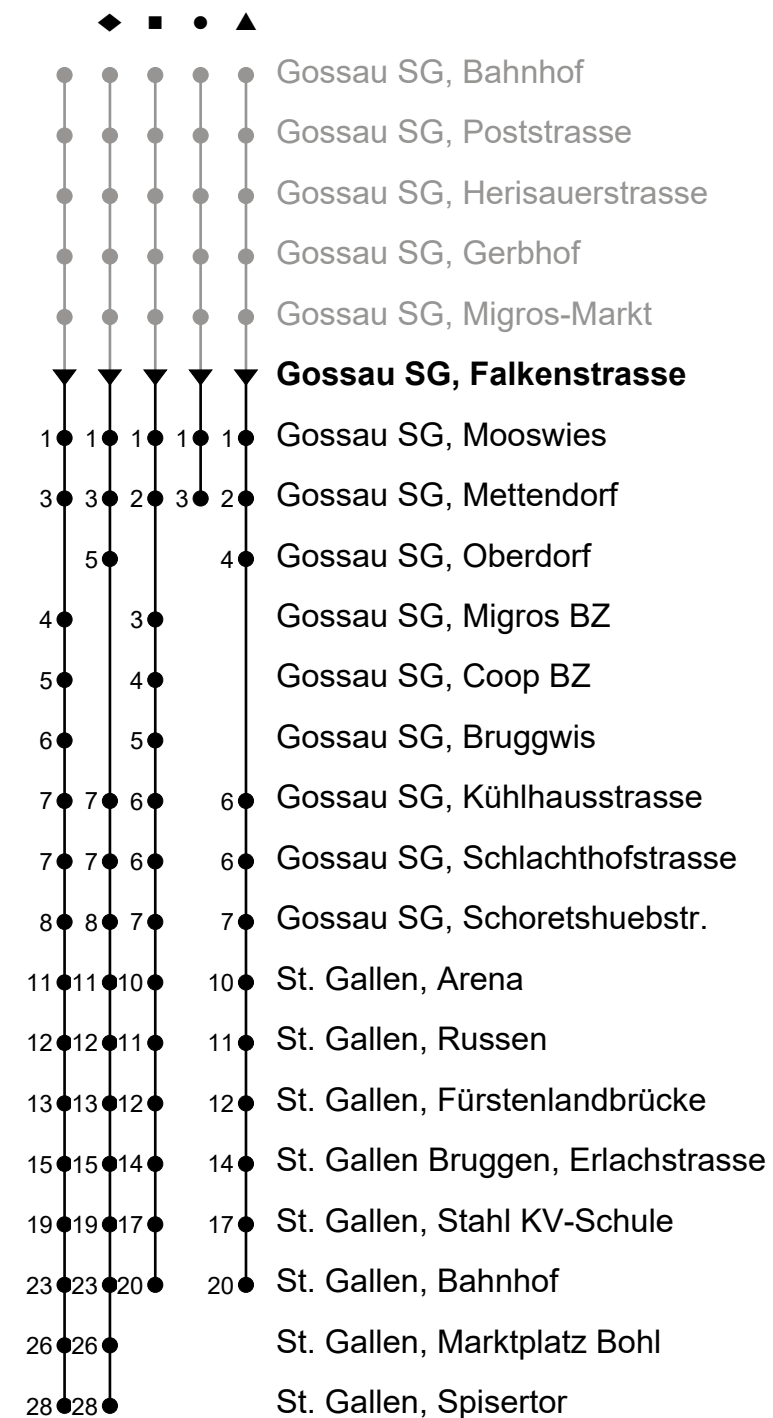 Gossau SG, Bahnhof
Gossau SG, Poststrasse
Gossau SG, Herisauerstrasse
Gossau SG, Gerbhof
Gossau SG, Migros-Markt
Gossau SG, Falkenstrasse
1 1 1 1 1 Gossau SG, Mooswies
3 3 2 3 2 Gossau SG, Mettendorf
5 4 Gossau SG, Oberdorf
4 3 Gossau SG, Migros BZ
5 4 Gossau SG, Coop BZ
6 5 Gossau SG, Bruggwis
7 7 6 6 Gossau SG, Kühlhausstrasse
7 7 6 6 Gossau SG, Schlachthofstrasse
8 8 7 7 Gossau SG, Schoretshuebstr.
11 11 10 10 St. Gallen, Arena
12 12 11 11 St. Gallen, Russen
13 13 12 12 St. Gallen, Fürstenlandbrücke
15 15 14 14 St. Gallen Bruggen, Erlachstrasse
19 19 17 17 St. Gallen, Stahl KV-Schule
23 23 20 20 St. Gallen, Bahnhof
26 26 St. Gallen, Marktplatz Bohl
28 28 St. Gallen, Spisertor